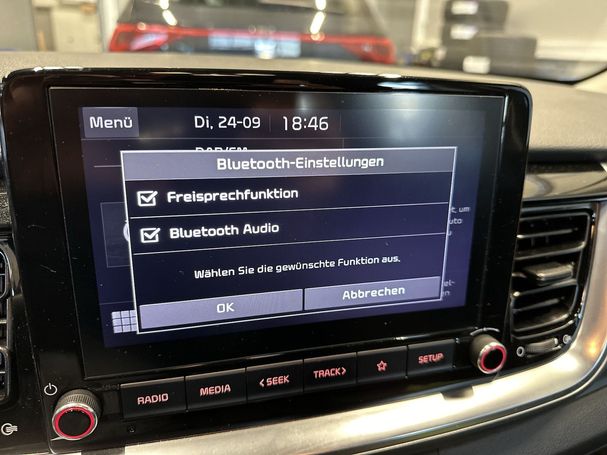 Menü
Di, 24-09
18:46
Bluetooth-Einstellungen
Freisprechfunktion
Bluetooth Audio
Wählen Sie die gewünschte Funktion aus.
OK
Abbrechen
RADIO
MEDIA
<SEEK
TRACK>
SETUP